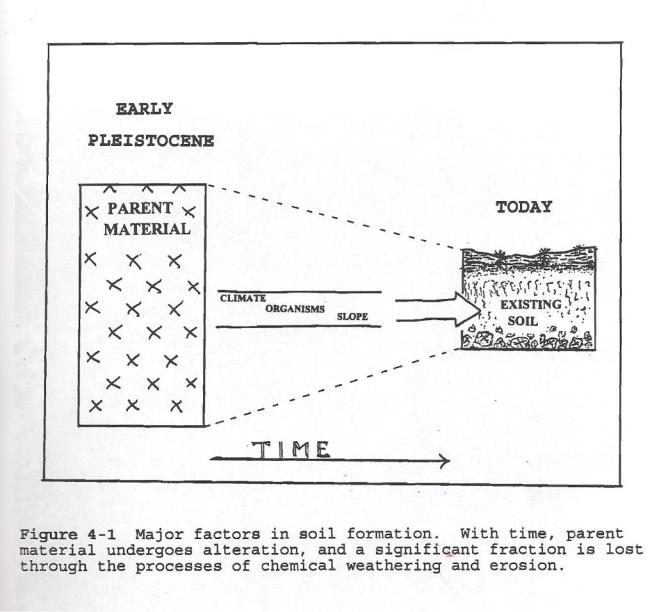 EARLY
PLEISTOCENE
PARENT
MATERIAL
TODAY
CLIMATE
ORGANISMS
SLOPE
EXISTING
SOIL
TIME
Figure 4-1 Major factors in soil formation. With time, parent
material undergoes alteration, and a significant fraction is lost
through the processes of chemical weathering and erosion.